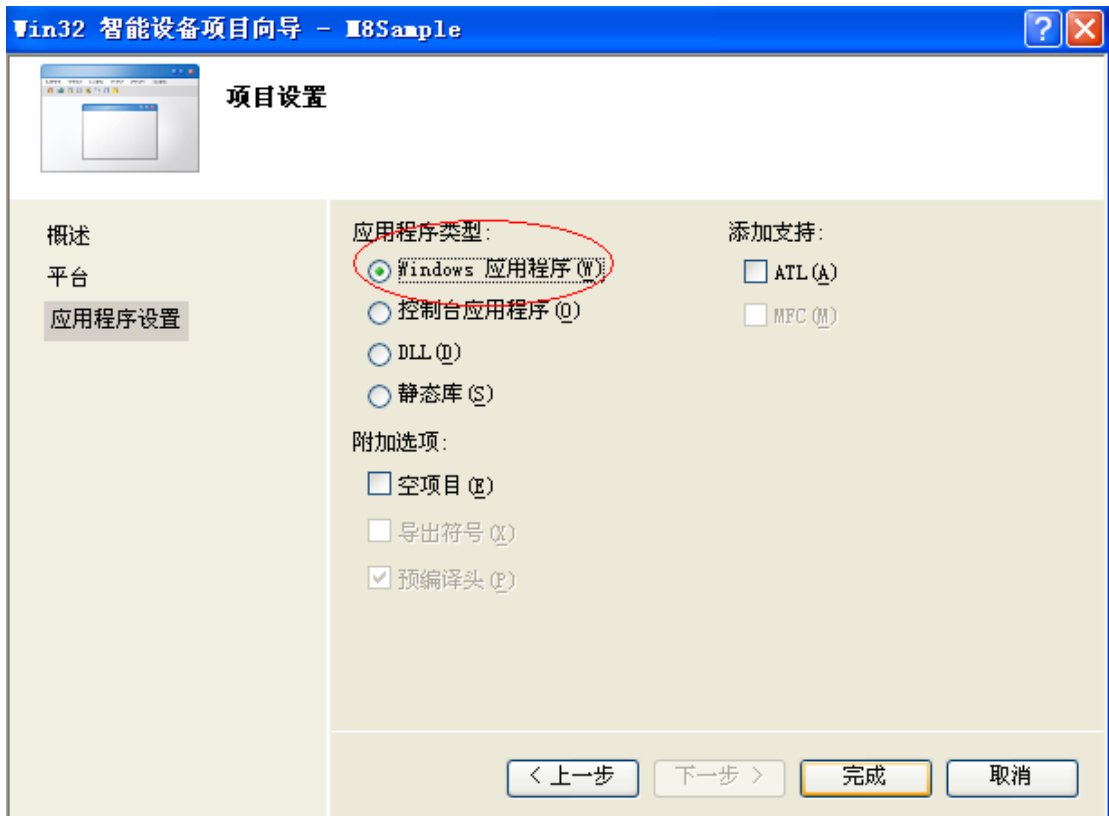 Win32 智能设备项目向导 - M8Sample
项目设置
概述
平台
应用程序设置
应用程序类型:
Windows 应用程序(W)
控制台应用程序(O)
DLL(D)
静态库(S)
附加选项:
空项目(E)
导出符号(X)
预编译头(P)
添加支持:
ATL(A)
MFC(M)
< 上一步
下一步 >
完成
取消